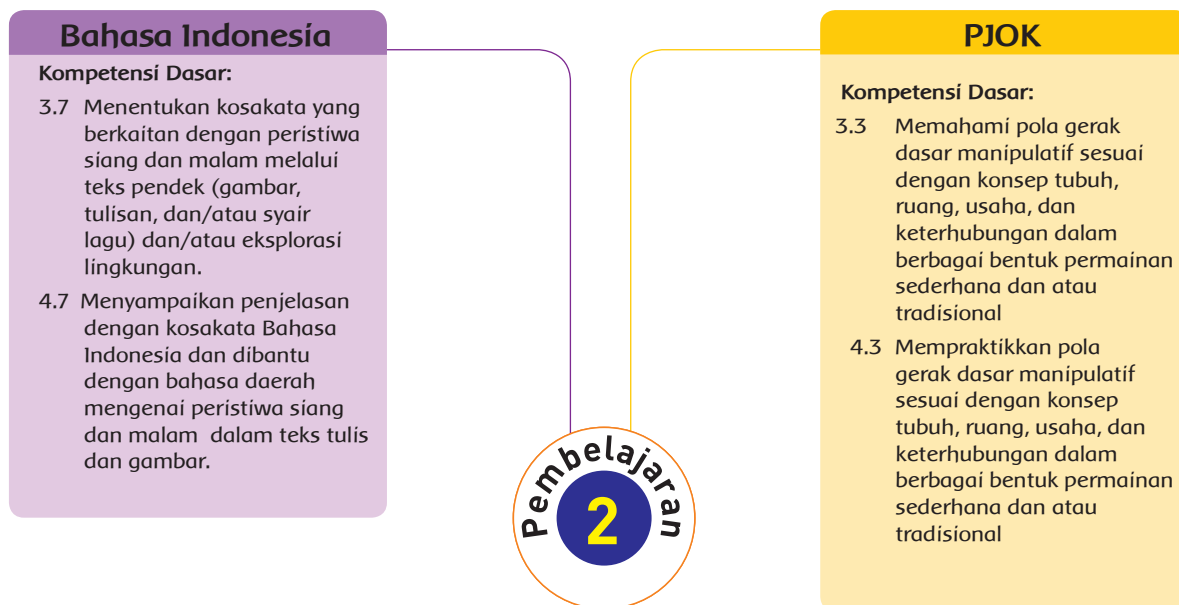 Bahasa Indonesia
Kompetensi Dasar:
3.7 Menentukan kosakata yang
berkaitan dengan peristiwa
siang dan malam melalui
teks pendek (gambar,
tulisan, dan/atau syair
lagu) dan/atau eksplorasi
lingkungan.
4.7 Menyampaikan penjelasan
dengan kosakata Bahasa
Indonesia dan dibantu
dengan bahasa daerah
mengenai peristiwa siang
dan malam dalam teks tulis
dan gambar.
PJOK
Kompetensi Dasar:
3.3 Memahami pola gerak
dasar manipulatif sesuai
dengan konsep tubuh,
ruang, usaha, dan
keterhubungan dalam
berbagai bentuk permainan
sederhana dan atau
tradisional
4.3 Mempraktikkan pola
gerak dasar manipulatif
sesuai dengan konsep
tubuh, ruang, usaha, dan
keterhubungan dalam
berbagai bentuk permainan
sederhana dan atau
tradisional
Pembelajaran
2